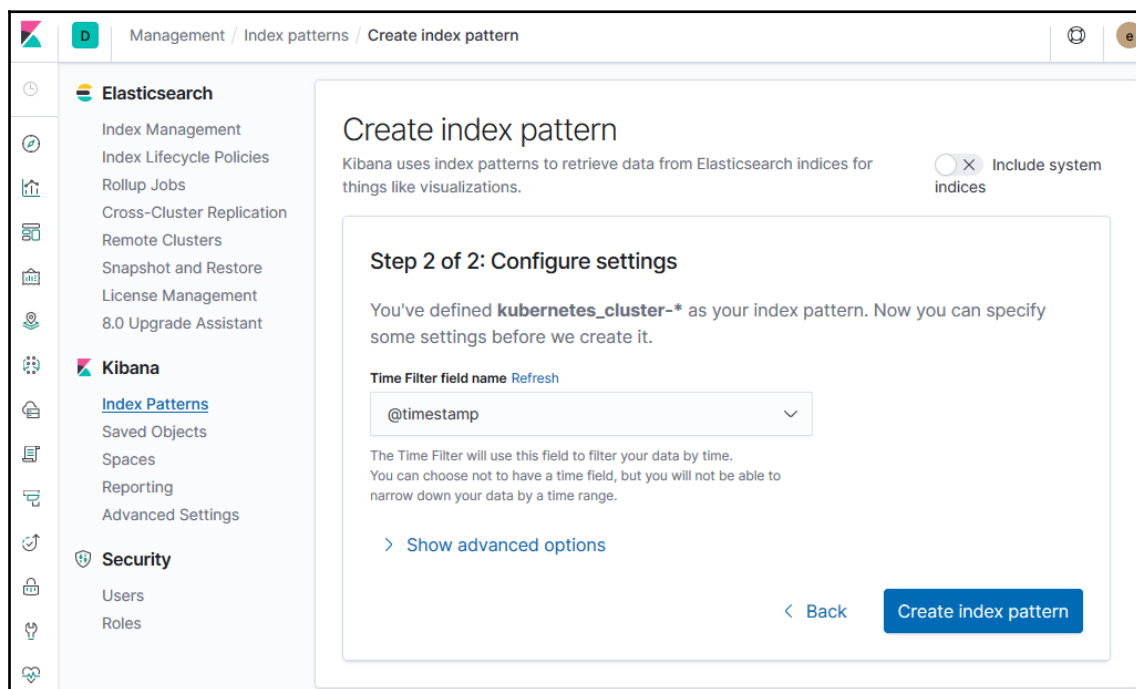 D
Management / Index patterns / Create index pattern
e
Elasticsearch
Index Management
Index Lifecycle Policies
Rollup Jobs
Cross-Cluster Replication
Remote Clusters
Snapshot and Restore
License Management
8.0 Upgrade Assistant
Kibana
Index Patterns
Saved Objects
Spaces
Reporting
Advanced Settings
Security
Users
Roles
Create index pattern
Kibana uses index patterns to retrieve data from Elasticsearch indices for
things like visualizations.
Include system
indices
Step 2 of 2: Configure settings
You've defined kubernetes_cluster-* as your index pattern. Now you can specify
some settings before we create it.
Time Filter field name Refresh
@timestamp
The Time Filter will use this field to filter your data by time.
You can choose not to have a time field, but you will not be able to
narrow down your data by a time range.
Show advanced options
Back
Create index pattern